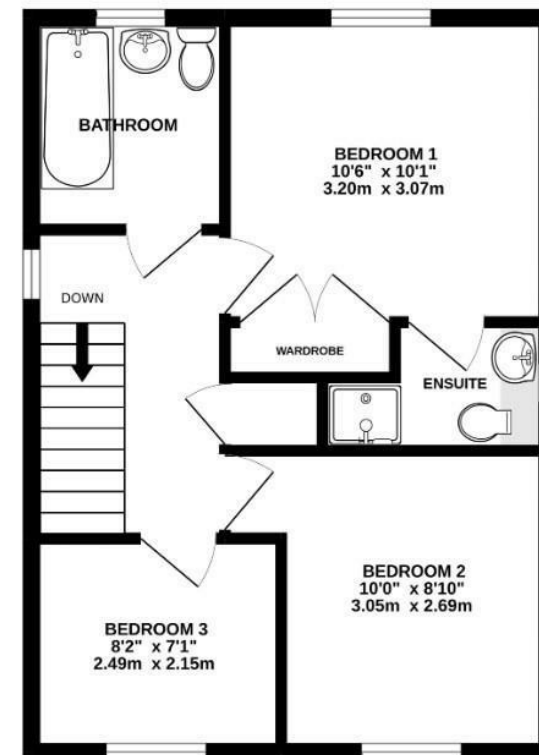 BATHROOM
BEDROOM 1
10'6" x 10'1"
3.20m x 3.07m
DOWN
WARDROBE
ENSUITE
BEDROOM 2
10'0" x 8'10"
3.05m x 2.69m
BEDROOM 3
8'2" x 7'1"
2.49m x 2.15m